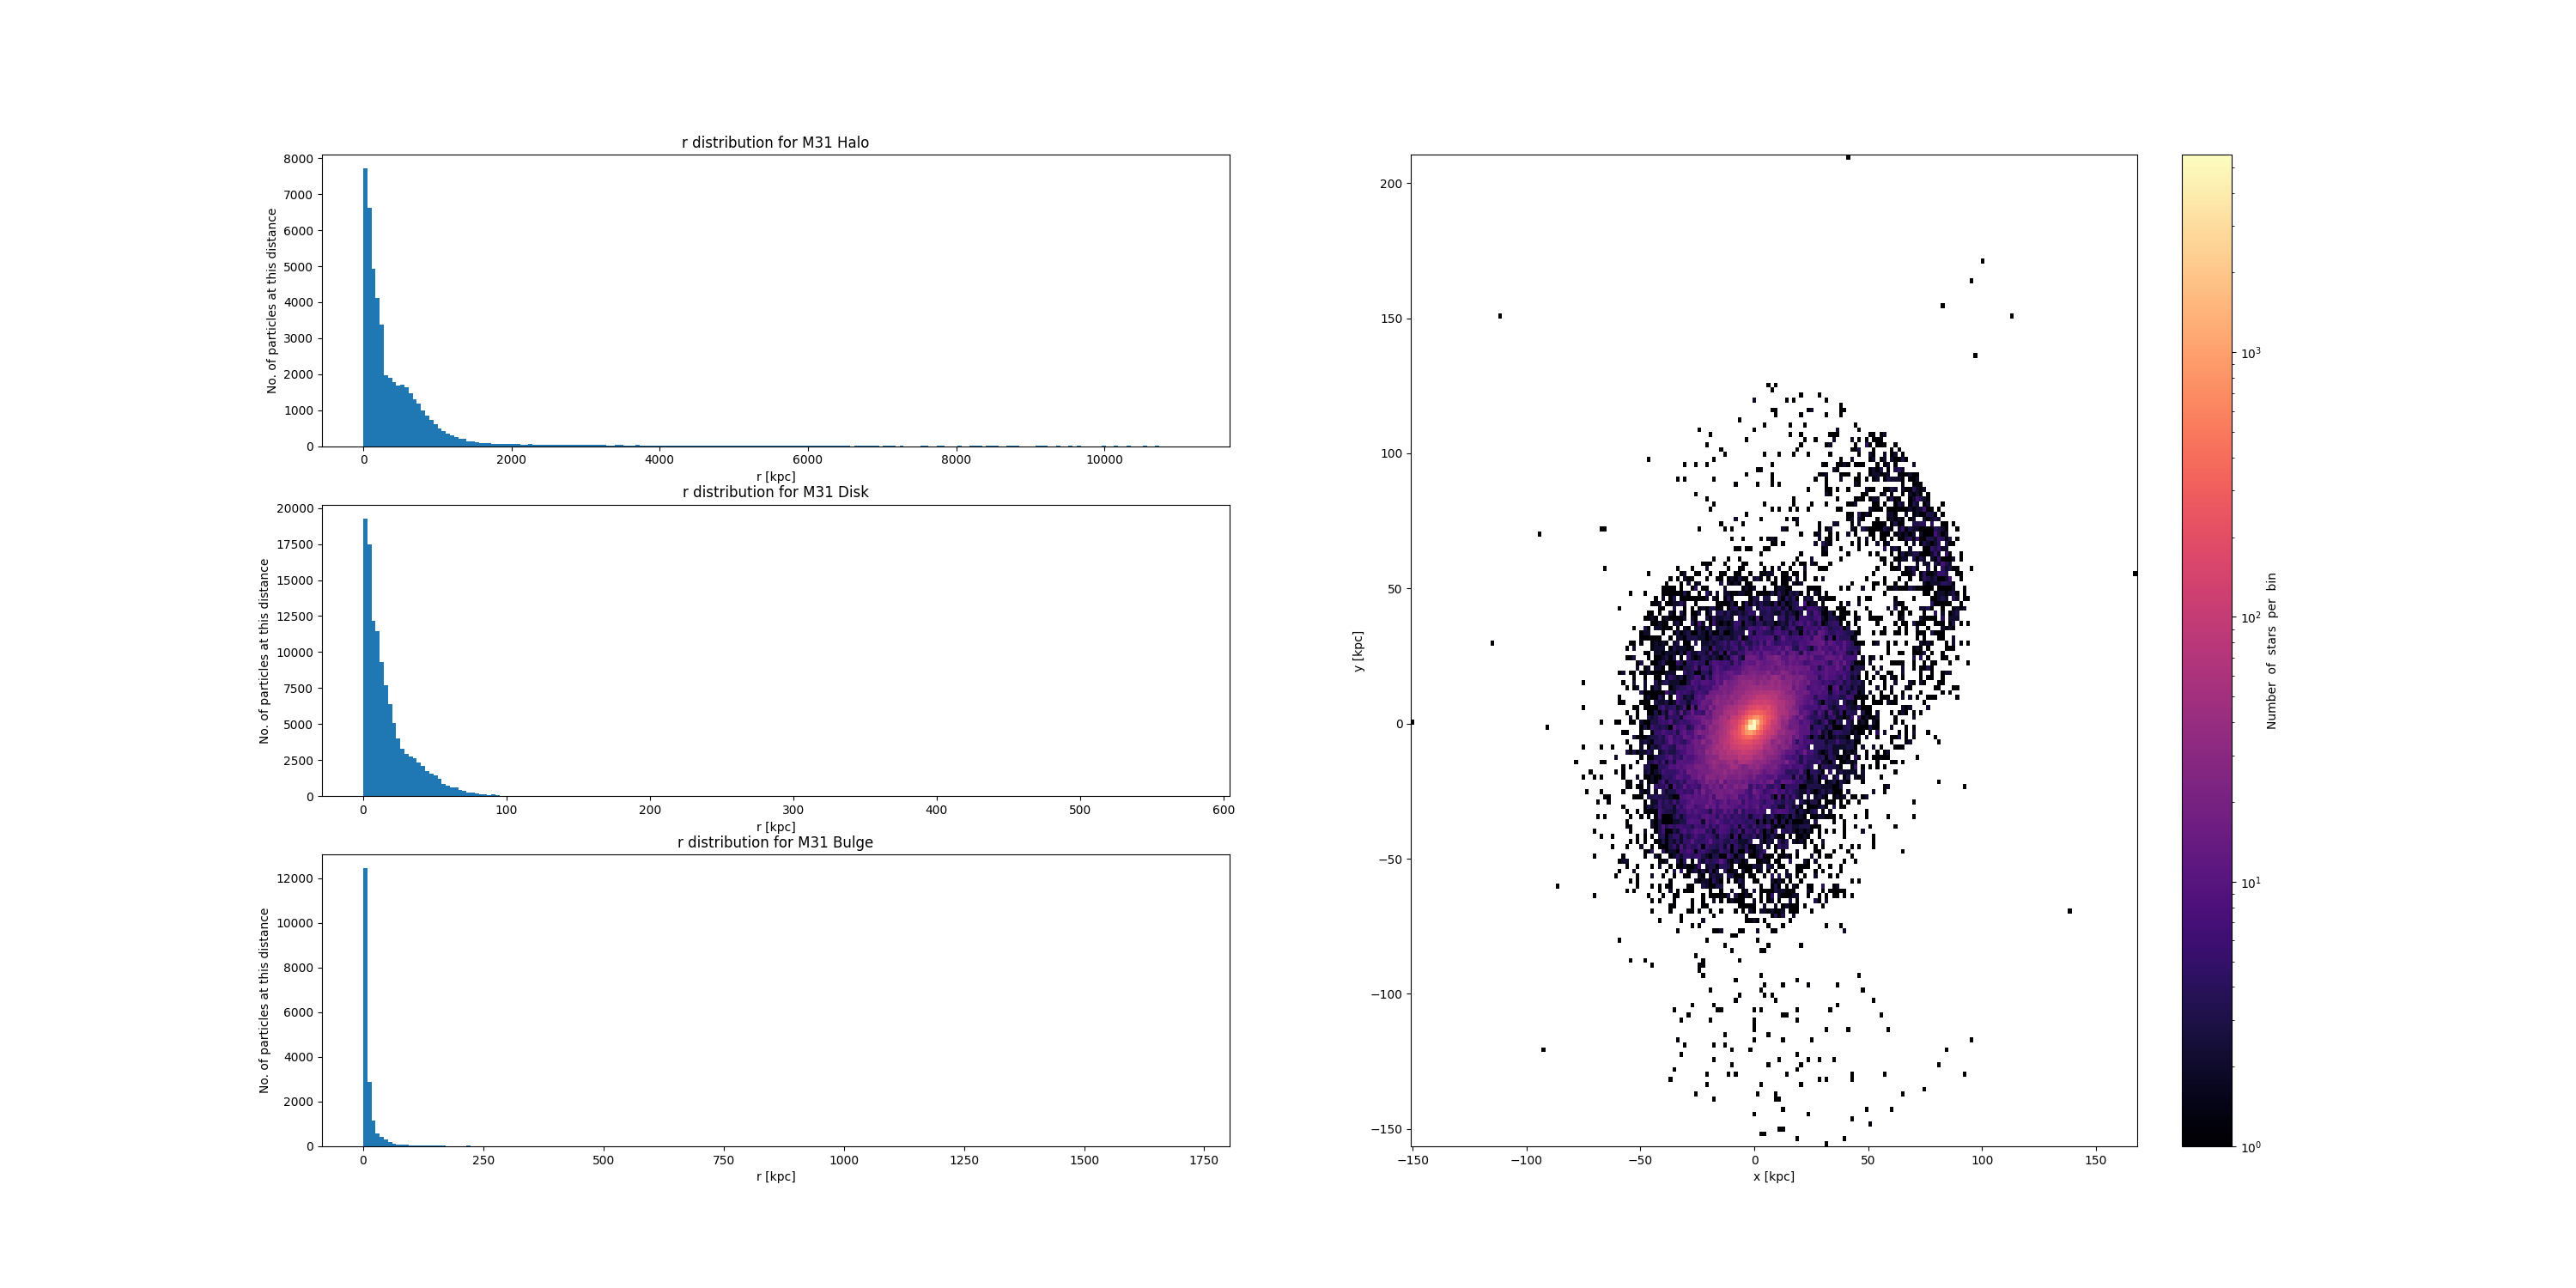 r distribution for M31 Halo
No. of particles at this distance
8000
7000
6000
5000
4000
3000
2000
1000
0
0 2000 4000 6000 8000 10000
r [kpc]
r distribution for M31 Disk
No. of particles at this distance
20000
17500
15000
12500
10000
7500
5000
2500
0
0 100 200 300 400 500 600
r [kpc]
r distribution for M31 Bulge
No. of particles at this distance
12000
10000
8000
6000
4000
2000
0
0 250 500 750 1000 1250 1500 1750
r [kpc]
y [kpc]
200
150
100
50
0
−50
−100
−150
−150 −100 −50 0 50 100 150
x [kpc]
10³
10²
10¹
10⁰
Number of stars per bin